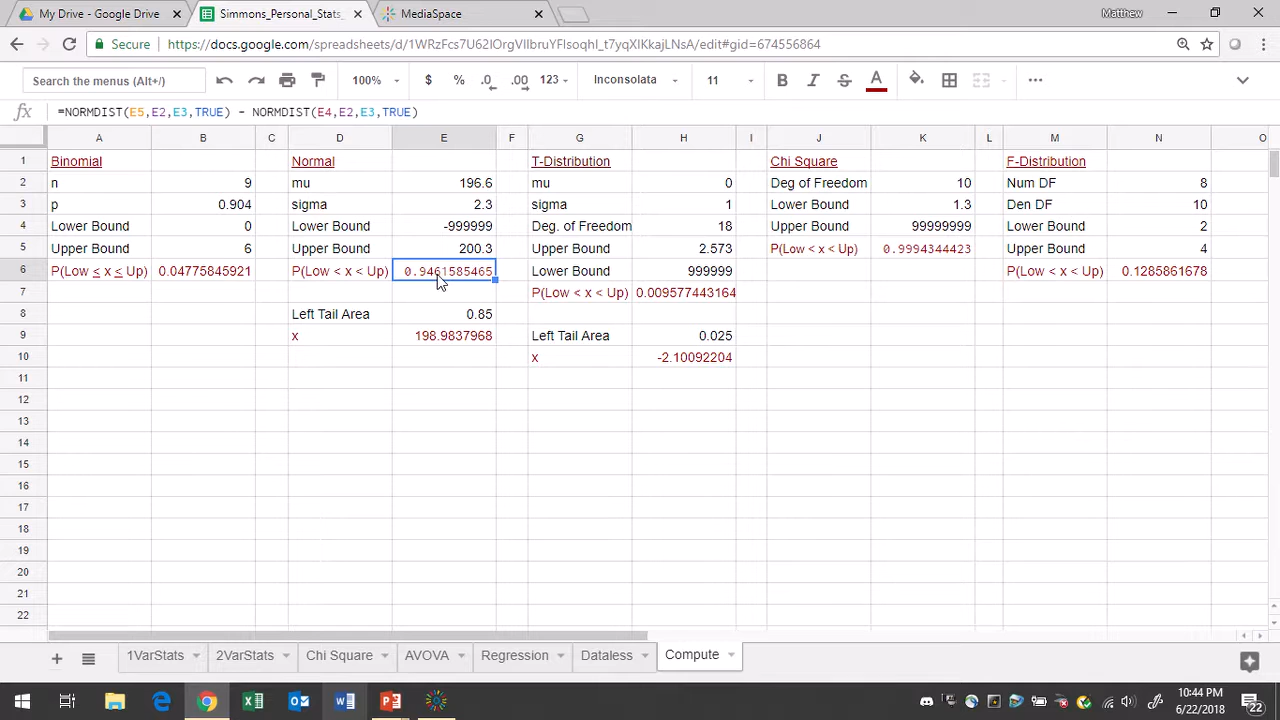 My Drive - Google Drive
Simmons_Personal_Stats_
MediaSpace
Matthew
Secure
https://docs.google.com/spreadsheets/d/1WRzFcs7U62IOrgVIIbruYFIsoqhI_t7yqXIKkajLNsA/edit#gid=674556864
Search the menus (Alt+/)
100%
$ % .0 .00 123
Inconsolata
11
B I S A
fx =NORMDIST(E5,E2,E3,TRUE) - NORMDIST(E4,E2,E3,TRUE)
A B C D E F G H I J K L M N O
1 Binomial Normal T-Distribution Chi Square F-Distribution
2 n 9 mu 196.6 mu 0 Deg of Freedom 10 Num DF 8
3 p 0.904 sigma 2.3 sigma 1 Lower Bound 1.3 Den DF 10
4 Lower Bound 0 Lower Bound -999999 Deg. of Freedom 18 Upper Bound 99999999 Lower Bound 2
5 Upper Bound 6 Upper Bound 200.3 Upper Bound 2.573 P(Low < x < Up) 0.9994344423 Upper Bound 4
6 P(Low ≤ x ≤ Up) 0.04775845921 P(Low < x < Up) 0.9461585465 Lower Bound 999999 P(Low < x < Up) 0.1285861678
7 P(Low < x < Up) 0.009577443164
8 Left Tail Area 0.85
9 x 198.9837968 Left Tail Area 0.025
10 x -2.10092204
11
12
13
14
15
16
17
18
19
20
21
22
1VarStats 2VarStats Chi Square AVOVA Regression Dataless Compute
10:44 PM
6/22/2018
22